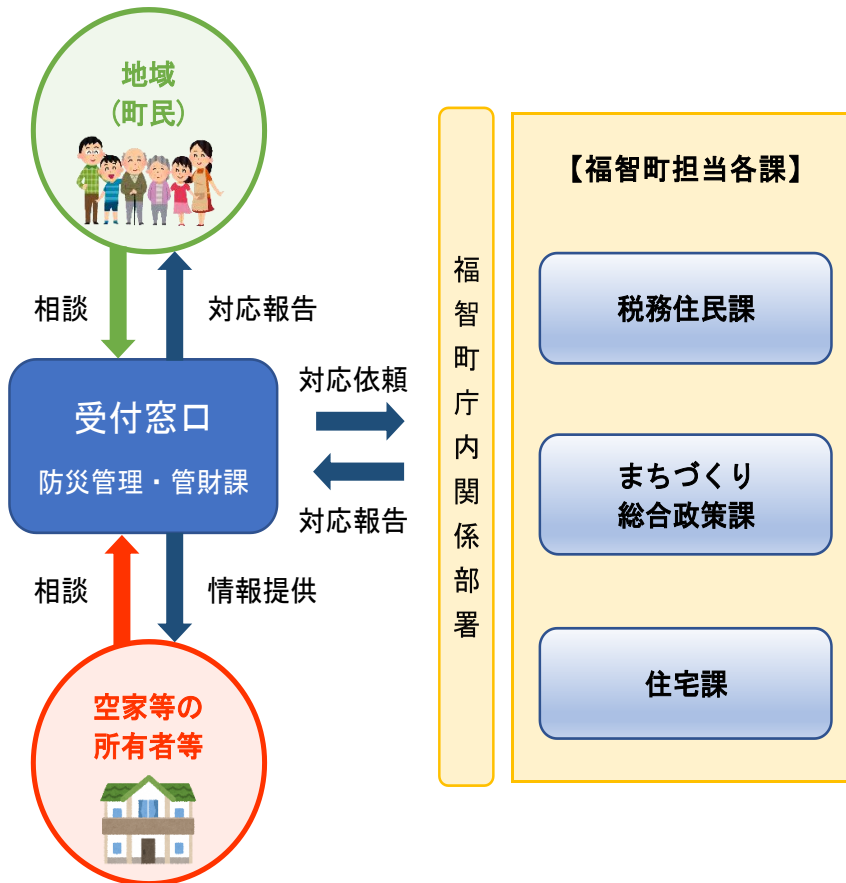 地域
(町民)
相談
対応報告
受付窓口
防災管理・管財課
対応依頼
対応報告
相談
情報提供
空家等の
所有者等
福智町庁内関係部署
【福智町担当各課】
税務住民課
まちづくり
総合政策課
住宅課